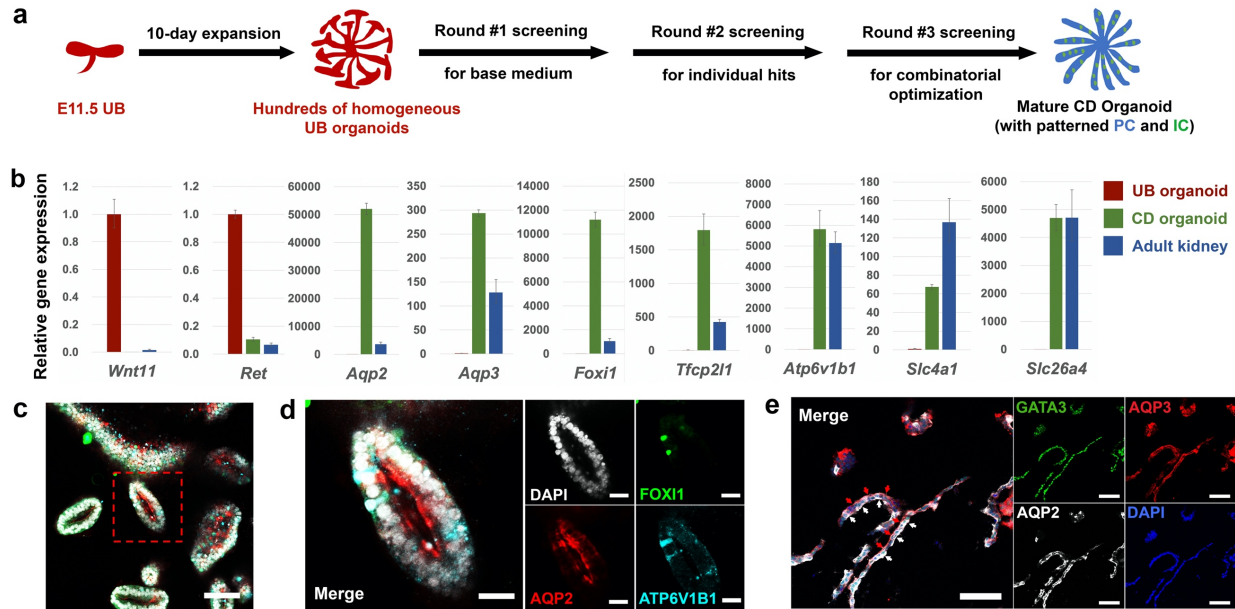 a
10-day expansion
Round #1 screening
for base medium
Round #2 screening
for individual hits
Round #3 screening
for combinatorial
optimization
E11.5 UB
Hundreds of homogeneous
UB organoids
Mature CD Organoid
(with patterned PC and IC)
b
Relative gene expression
1.2
1.0
0.8
0.6
0.4
0.2
0.0
Wnt11
1.2
1.0
0.8
0.6
0.4
0.2
0.0
Ret
60000
50000
40000
30000
20000
10000
0
Aqp2
350
300
250
200
150
100
50
0
Aqp3
14000
12000
10000
8000
6000
4000
2000
0
Foxi1
2500
2000
1500
1000
500
0
Tfcp2l1
8000
7000
6000
5000
4000
3000
2000
1000
0
Atp6v1b1
180
160
140
120
100
80
60
40
20
0
Slc4a1
6000
5000
4000
3000
2000
1000
0
Slc26a4
UB organoid
CD organoid
Adult kidney
c
d
Merge
DAPI
FOXI1
AQP2
ATP6V1B1
e
Merge
GATA3
AQP3
AQP2
DAPI